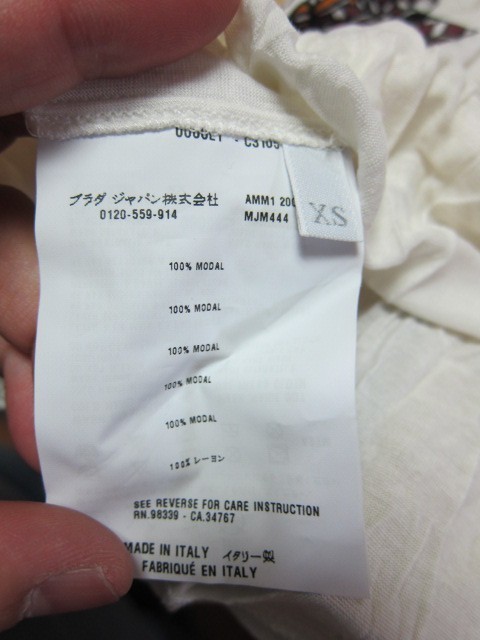 C3105
XS
プラダ ジャパン株式会社
0120-559-914
AMM1
MJM444
100% MODAL
100% MODAL
100% MODAL
100% MODAL
100% MODAL
100% レーヨン
SEE REVERSE FOR CARE INSTRUCTION
RN.98339 - CA.34767
MADE IN ITALY イタリー製
FABRIQUÉ EN ITALY